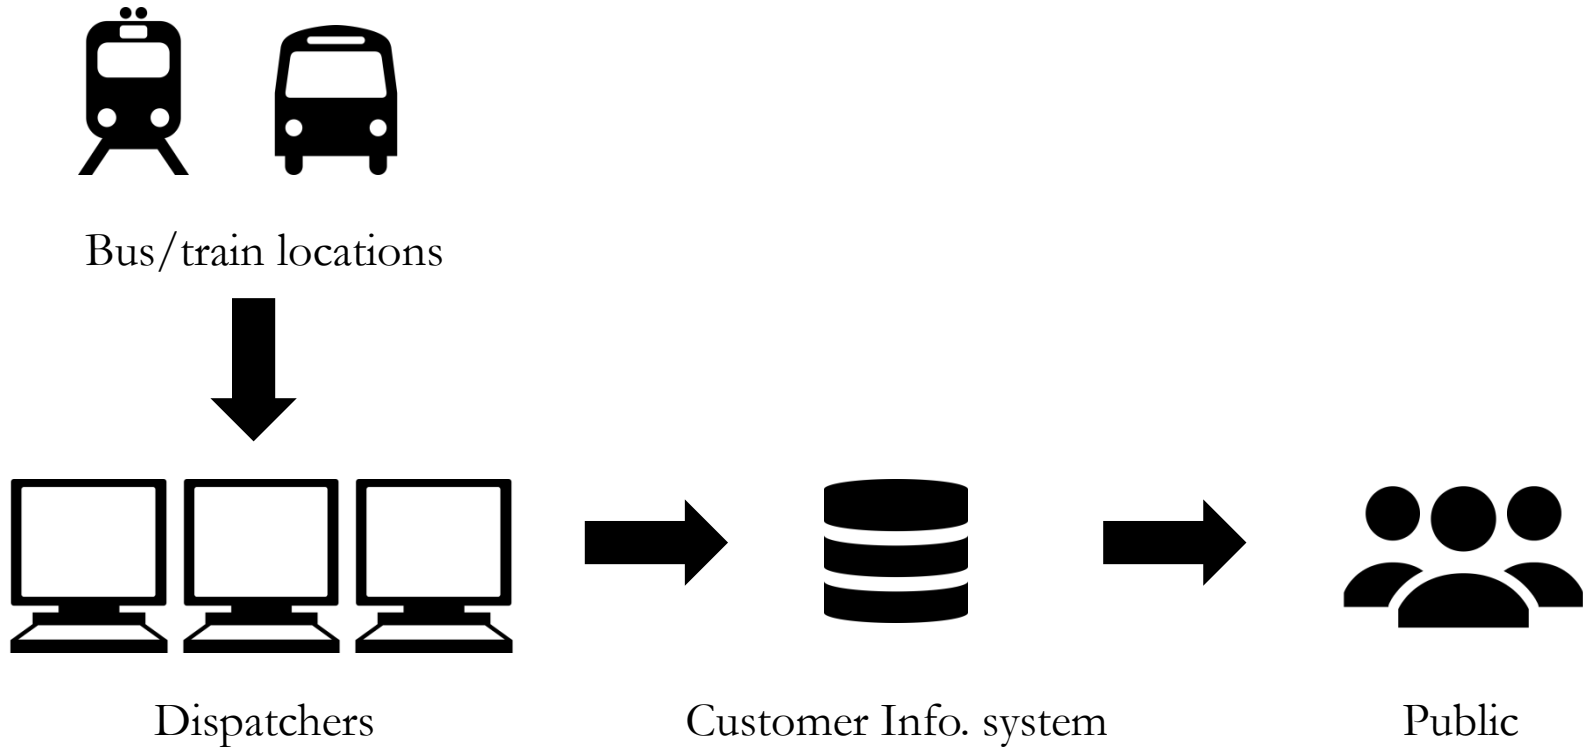 Bus/train locations
Dispatchers
Customer Info. system
Public